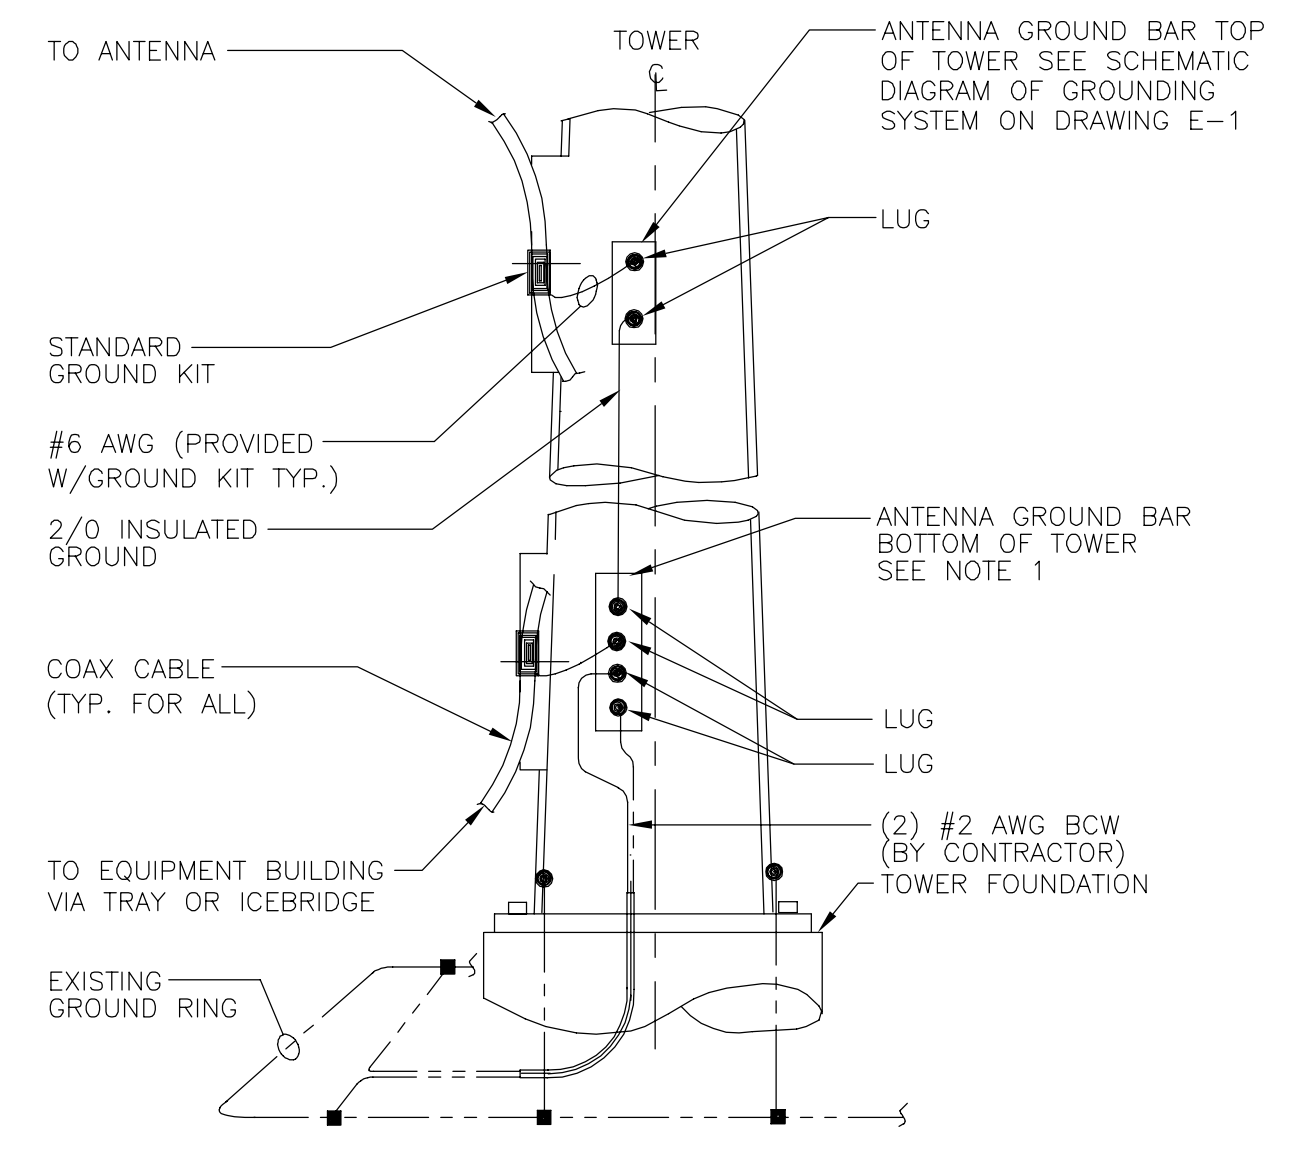 TO ANTENNA
TOWER
℄
ANTENNA GROUND BAR TOP
OF TOWER SEE SCHEMATIC
DIAGRAM OF GROUNDING
SYSTEM ON DRAWING E-1
LUG
STANDARD
GROUND KIT
#6 AWG (PROVIDED
W/GROUND KIT TYP.)
2/0 INSULATED
GROUND
ANTENNA GROUND BAR
BOTTOM OF TOWER
SEE NOTE 1
COAX CABLE
(TYP. FOR ALL)
LUG
LUG
(2) #2 AWG BCW
(BY CONTRACTOR)
TOWER FOUNDATION
TO EQUIPMENT BUILDING
VIA TRAY OR ICEBRIDGE
EXISTING
GROUND RING